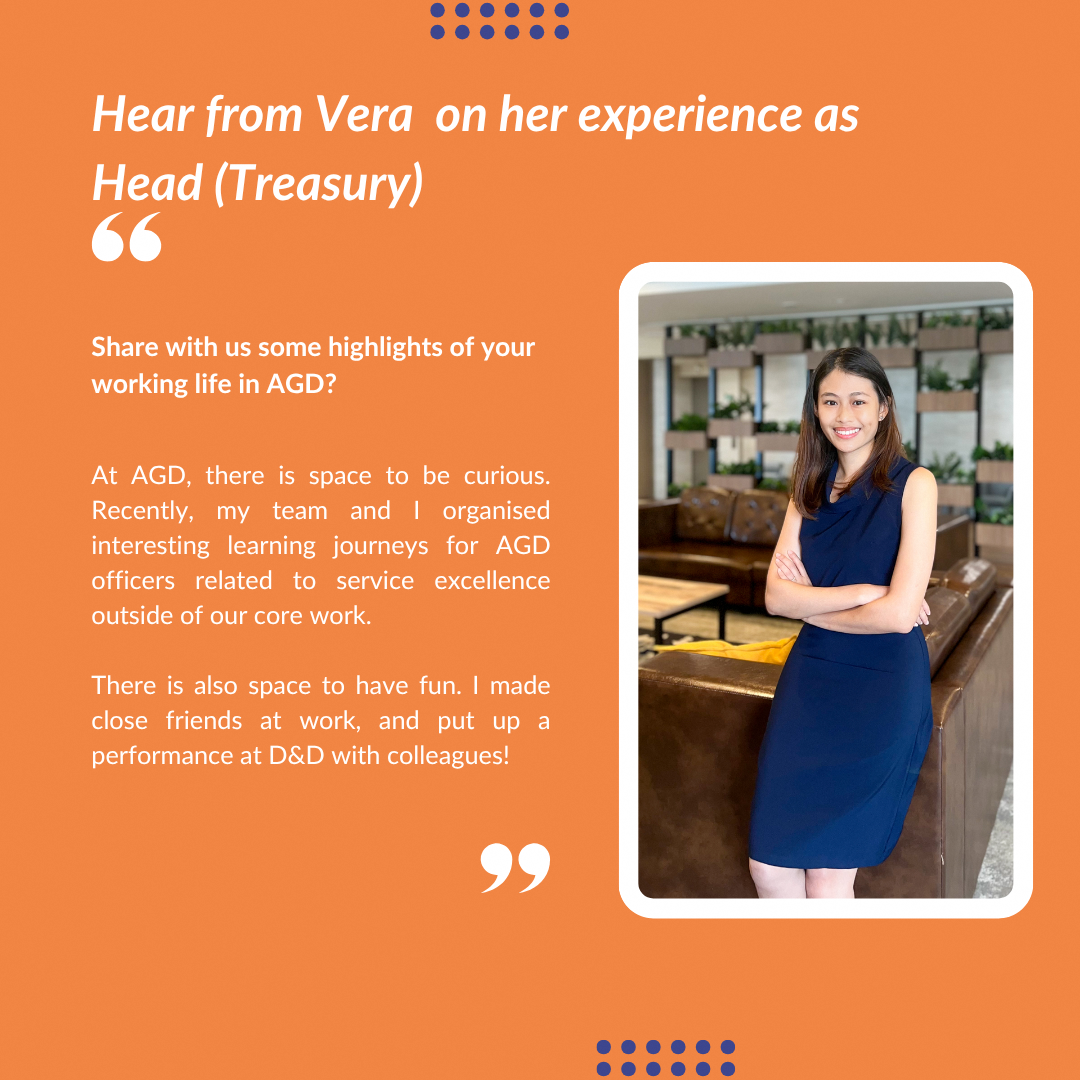 Hear from Vera  on her experience as
Head (Treasury)
“
Share with us some highlights of your
working life in AGD?
At AGD, there is space to be curious.
Recently, my team and I organised
interesting learning journeys for AGD
officers related to service excellence
outside of our core work.
There is also space to have fun. I made
close friends at work, and put up a
performance at D&D with colleagues!
”